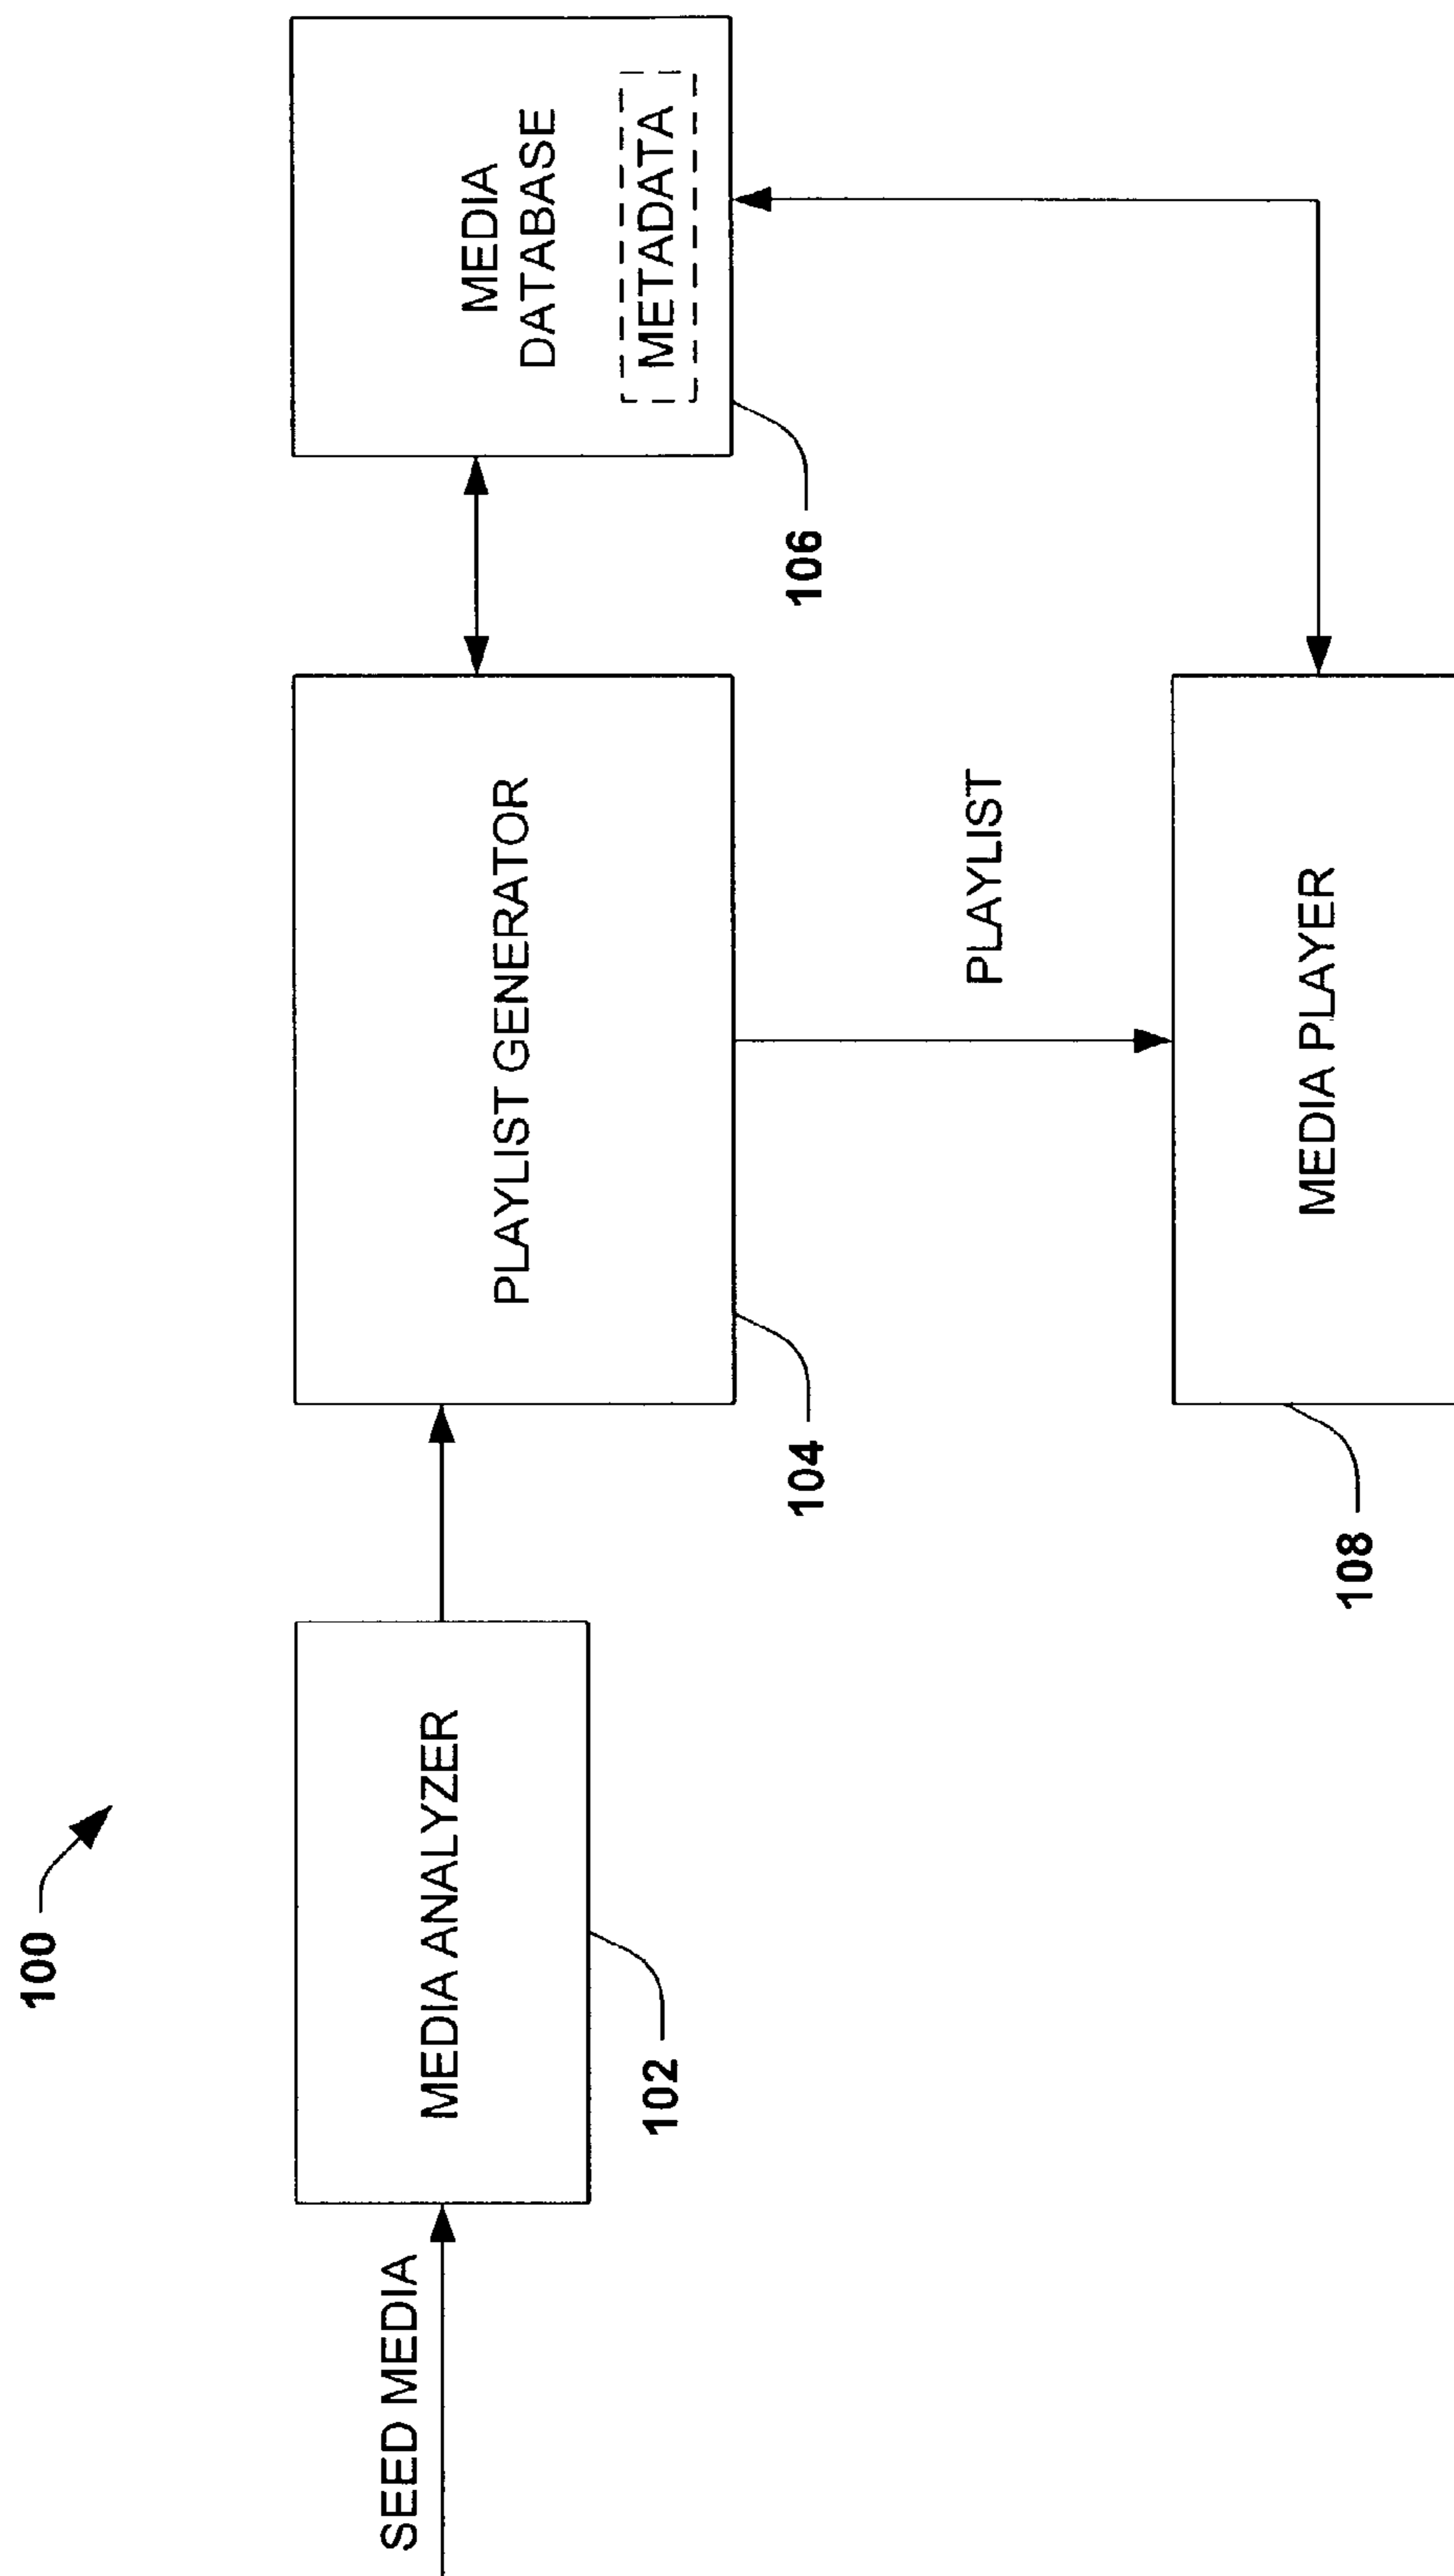 100
SEED MEDIA
MEDIA ANALYZER
102
PLAYLIST GENERATOR
104
MEDIA
DATABASE
METADATA
106
PLAYLIST
MEDIA PLAYER
108